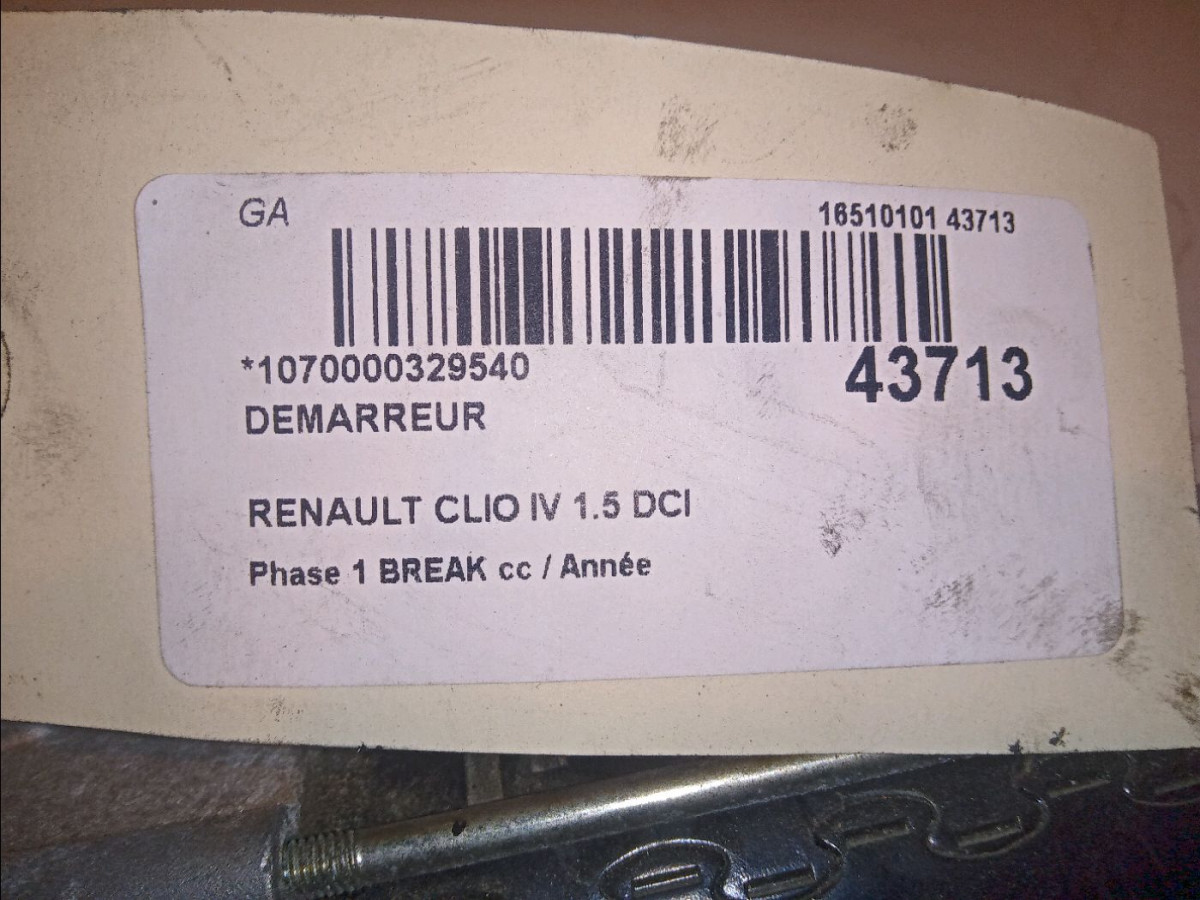 GA
16510101 43713
*1070000329540
43713
DEMARREUR
RENAULT CLIO IV 1.5 DCI
Phase 1 BREAK cc / Année